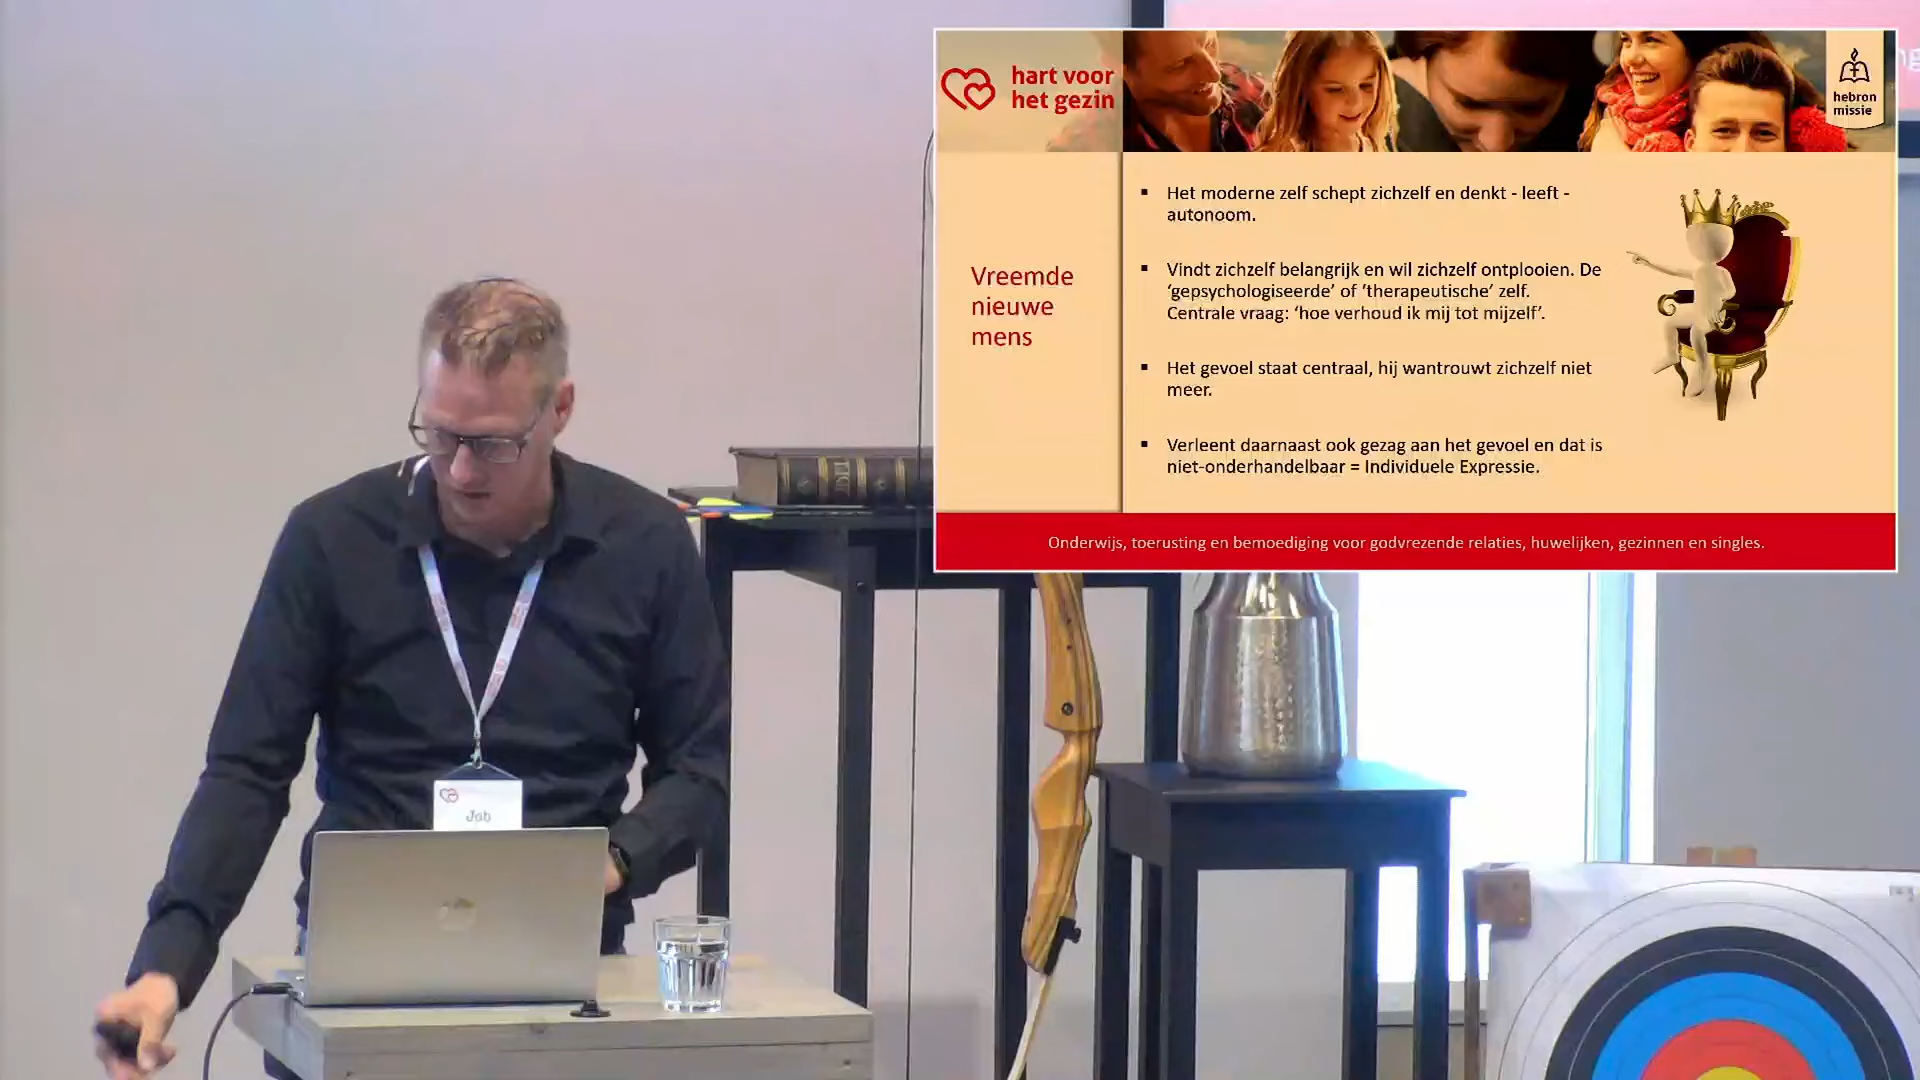 hart voor
het gezin
hebron
missie
Vreemde
nieuwe
mens
▪ Het moderne zelf schept zichzelf en denkt - leeft -
autonoom.
▪ Vindt zichzelf belangrijk en wil zichzelf ontplooien. De
‘gepsychologiseerde’ of ‘therapeutische’ zelf.
Centrale vraag: ‘hoe verhoud ik mij tot mijzelf’.
▪ Het gevoel staat centraal, hij wantrouwt zichzelf niet
meer.
▪ Verleent daarnaast ook gezag aan het gevoel en dat is
niet-onderhandelbaar = Individuele Expressie.
Onderwijs, toerusting en bemoediging voor godvrezende relaties, huwelijken, gezinnen en singles.
Job